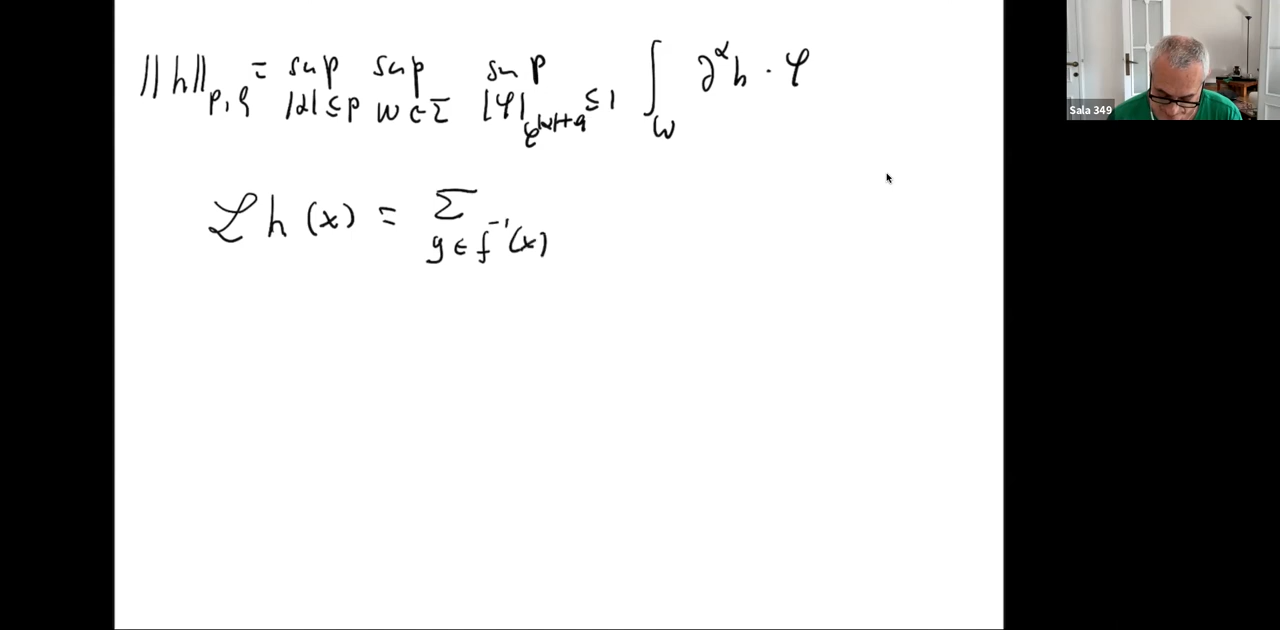 ‖h‖_{p,q} = sup_{|α|≤p} sup_{W∈Σ} sup_{|φ|_{C^{|α|+q}}≤1} ∫_W ∂^α h · φ
Sala 349
ℒh(x) = Σ_{y∈f^{-1}(x)}